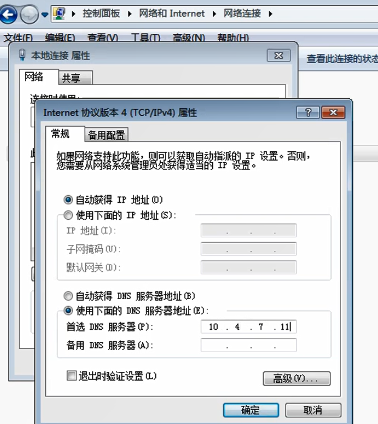 控制面板 ▸ 网络和 Internet ▸ 网络连接 ▸
文件(F) 编辑(E) 查看(V) 工具(T) 高级(N) 帮助(H)
本地连接 属性
查看此连接的状态
网络 共享
连接时使用:
Internet 协议版本 4 (TCP/IPv4) 属性
常规 备用配置
如果网络支持此功能，则可以获取自动指派的 IP 设置。否则，
您需要从网络系统管理员处获得适当的 IP 设置。
自动获得 IP 地址(O)
使用下面的 IP 地址(S):
IP 地址(I):
子网掩码(U):
默认网关(D):
自动获得 DNS 服务器地址(B)
使用下面的 DNS 服务器地址(E):
首选 DNS 服务器(P): 10 . 4 . 7 . 11
备用 DNS 服务器(A):
退出时验证设置(L)
高级(V)...
确定 取消